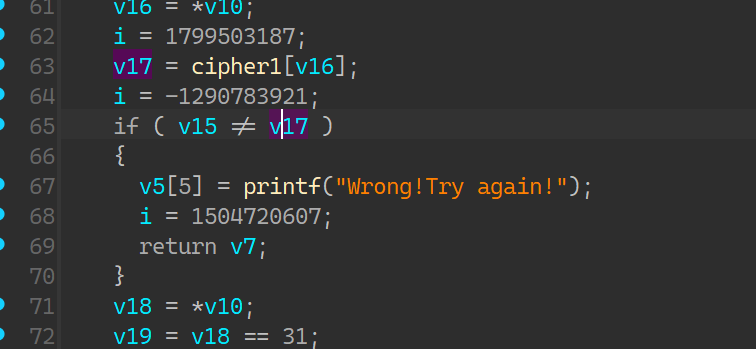 61 v16 = *v10;
62 i = 1799503187;
63 v17 = cipher1[v16];
64 i = -1290783921;
65 if ( v15 ≠ v17 )
66 {
67 v5[5] = printf("Wrong!Try again!");
68 i = 1504720607;
69 return v7;
70 }
71 v18 = *v10;
72 v19 = v18 == 31;